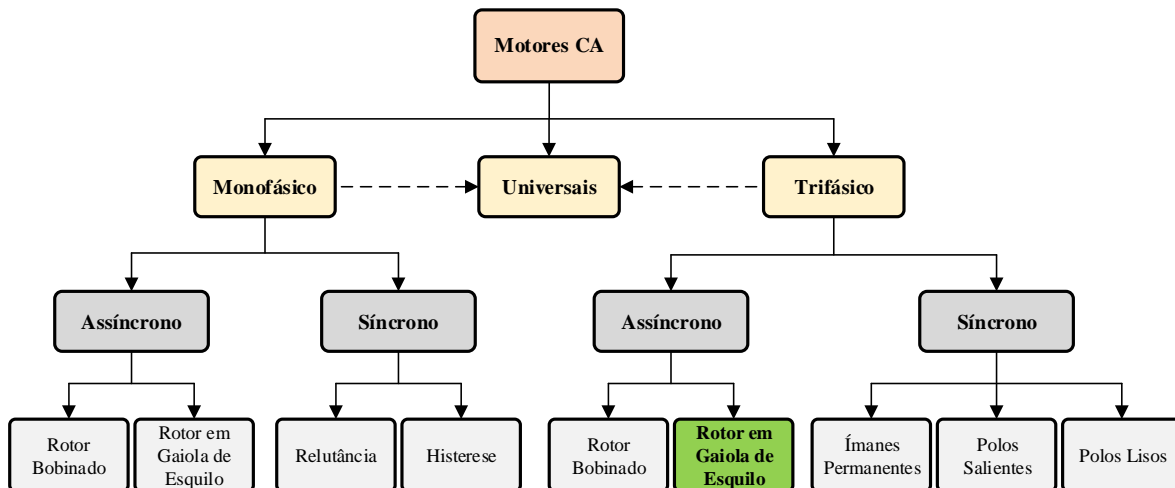 Motores CA
Monofásico
Universais
Trifásico
Assíncrono
Síncrono
Assíncrono
Síncrono
Rotor
Bobinado
Rotor em
Gaiola de
Esquilo
Relutância
Histerese
Rotor
Bobinado
Rotor em
Gaiola de
Esquilo
Ímanes
Permanentes
Polos
Salientes
Polos Lisos